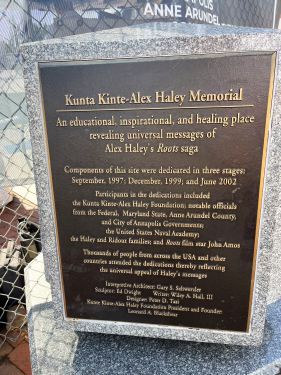 APOLIS
ANNE ARUNDEL
Kunta Kinte-Alex Haley Memorial
An educational, inspirational, and healing place
revealing universal messages of
Alex Haley's Roots saga
Components of this site were dedicated in three stages:
September, 1997; December, 1999; and June 2002
Participants in the dedications included
the Kunta Kinte-Alex Haley Foundation; notable officials
from the Federal, Maryland State, Anne Arundel County,
and City of Annapolis Governments;
the United States Naval Academy;
the Haley and Ridout families; and Roots film star John Amos
Thousands of people from across the USA and other
countries attended the dedications thereby reflecting
the universal appeal of Haley's messages
Interpretive Architect: Gary S. Schwerzler
Sculptor: Ed Dwight Writer: Wiley A. Hall, III
Designer: Peter D. Tasi
Kunta Kinte-Alex Haley Foundation President and Founder:
Leonard A. Blackshear